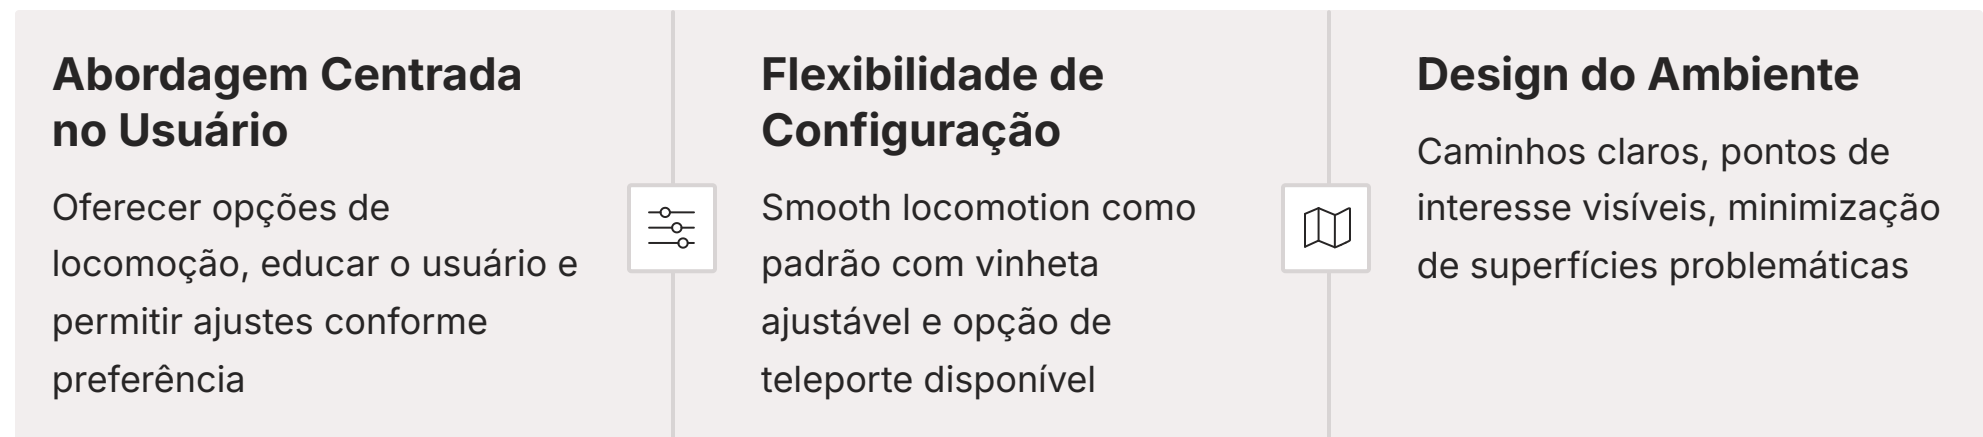 Abordagem Centrada
no Usuário
Oferecer opções de
locomoção, educar o usuário e
permitir ajustes conforme
preferência
Flexibilidade de
Configuração
Smooth locomotion como
padrão com vinheta
ajustável e opção de
teleporte disponível
Design do Ambiente
Caminhos claros, pontos de
interesse visíveis, minimização
de superfícies problemáticas